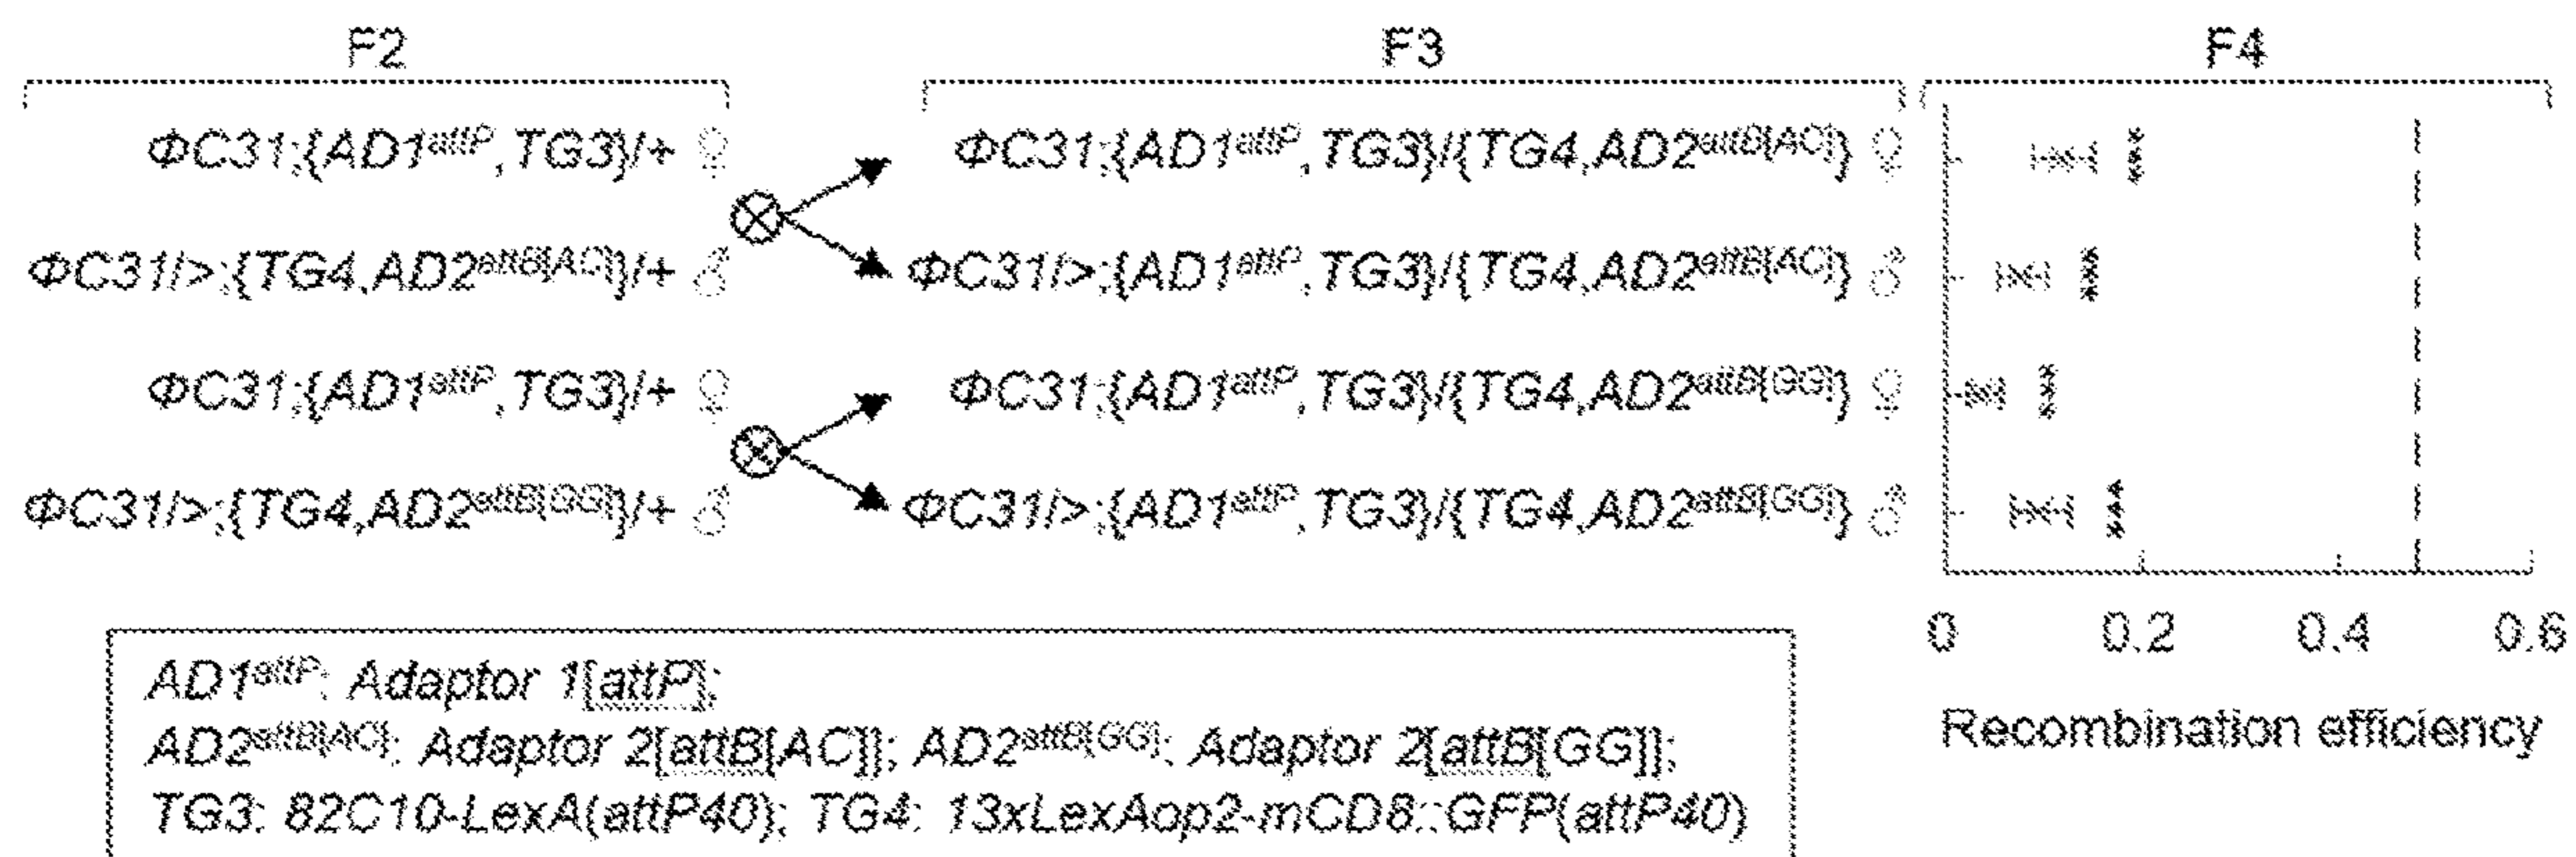 F2 F3 F4
ΦC31;{AD1attP,TG3}/+ ♀ ΦC31;{AD1attP,TG3}/{TG4,AD2attB[AC]} ♀ ***
ΦC31/>;{TG4,AD2attB[AC]}/+ ♂ ΦC31/>;{AD1attP,TG3}/{TG4,AD2attB[AC]} ♂ ***
ΦC31;{AD1attP,TG3}/+ ♀ ΦC31;{AD1attP,TG3}/{TG4,AD2attB[GG]} ♀ ***
ΦC31/>;{TG4,AD2attB[GG]}/+ ♂ ΦC31/>;{AD1attP,TG3}/{TG4,AD2attB[GG]} ♂ ***
0 0.2 0.4 0.6
Recombination efficiency
AD1attP: Adaptor 1[attP];
AD2attB[AC]: Adaptor 2[attB[AC]]; AD2attB[GG]: Adaptor 2[attB[GG]];
TG3: 82C10-LexA(attP40); TG4: 13xLexAop2-mCD8::GFP(attP40)